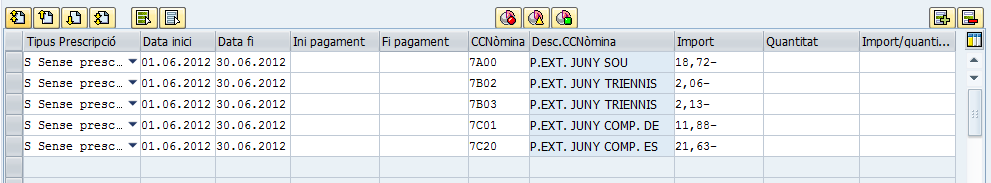 Tipus Prescripció Data inici Data fi Ini pagament Fi pagament CCNòmina Desc.CCNòmina Import Quantitat Import/quanti...
S Sense presc… 01.06.2012 30.06.2012 7A00 P.EXT. JUNY SOU 18,72-
S Sense presc… 01.06.2012 30.06.2012 7B02 P.EXT. JUNY TRIENNIS 2,06-
S Sense presc… 01.06.2012 30.06.2012 7B03 P.EXT. JUNY TRIENNIS 2,13-
S Sense presc… 01.06.2012 30.06.2012 7C01 P.EXT. JUNY COMP. DE 11,88-
S Sense presc… 01.06.2012 30.06.2012 7C20 P.EXT. JUNY COMP. ES 21,63-